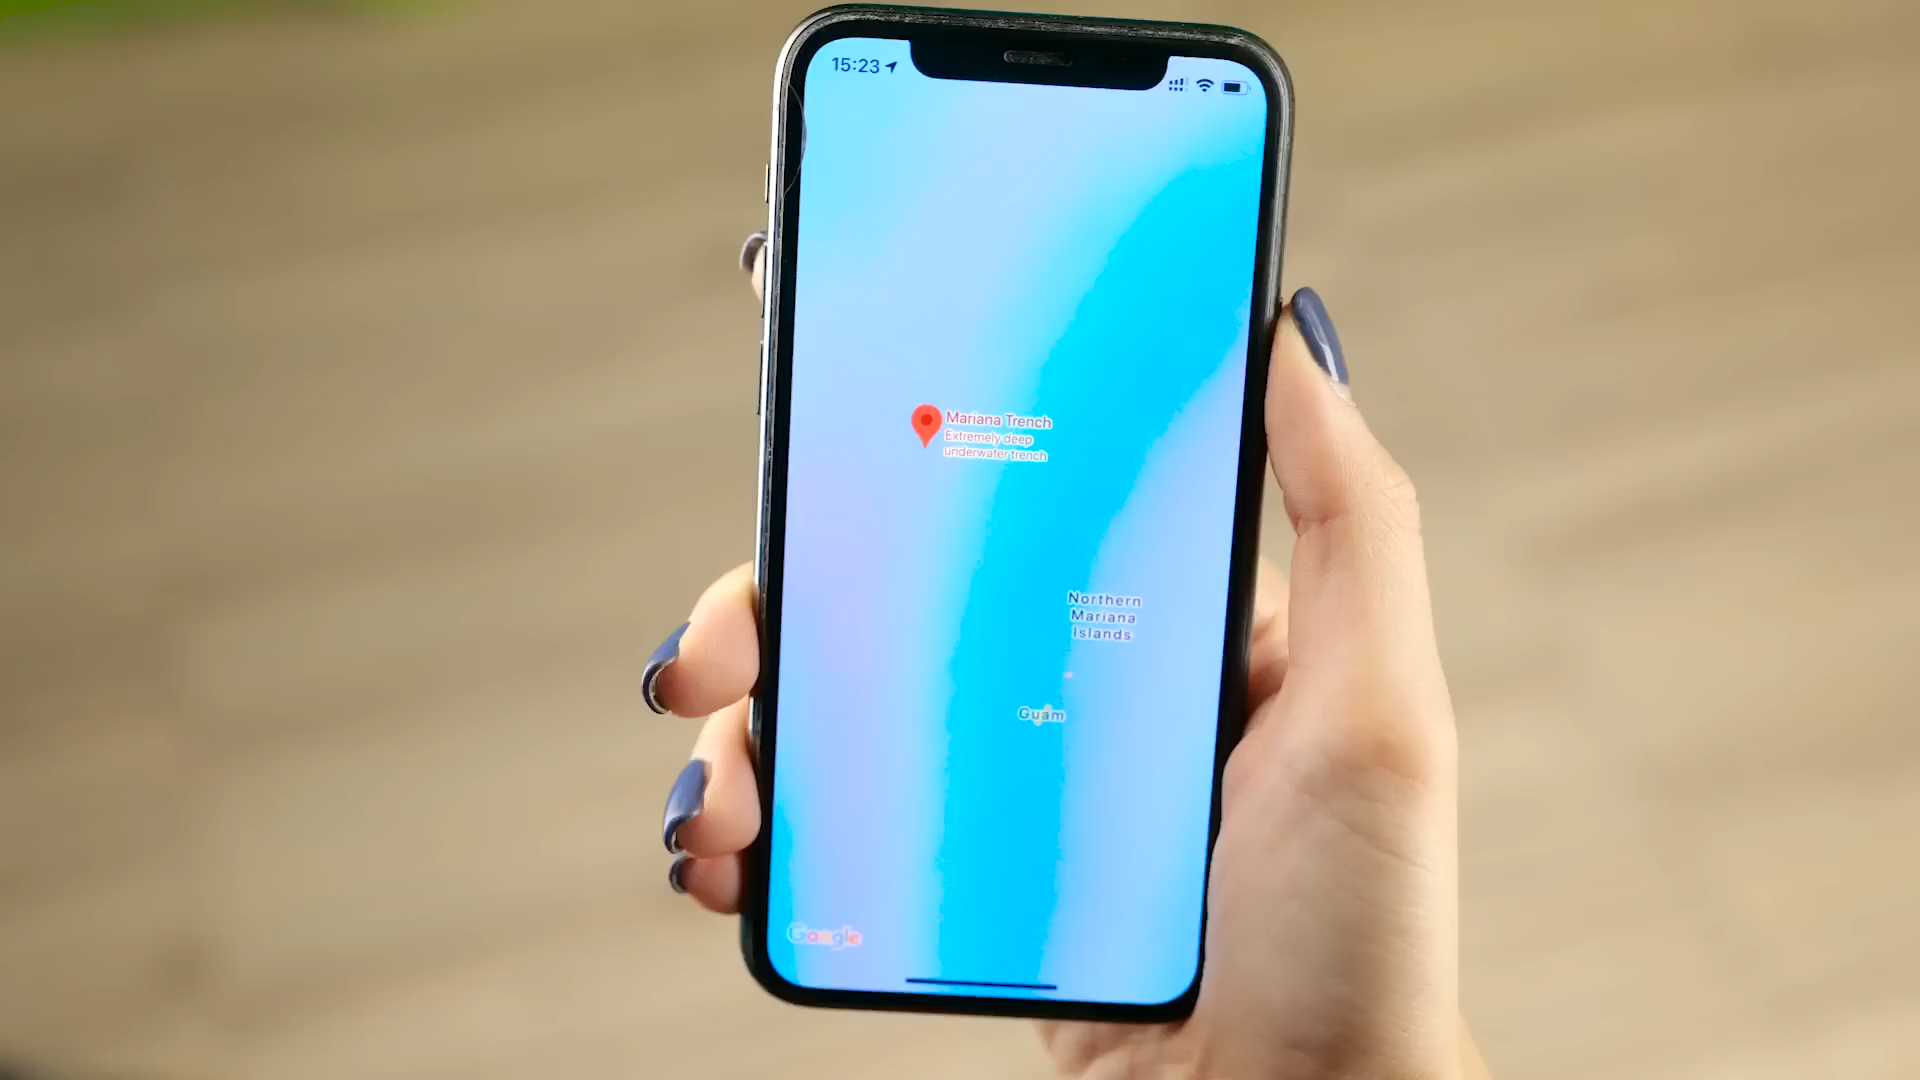 15:23
Mariana Trench
Extremely deep
underwater trench
Northern
Mariana
Islands
Guam
Google